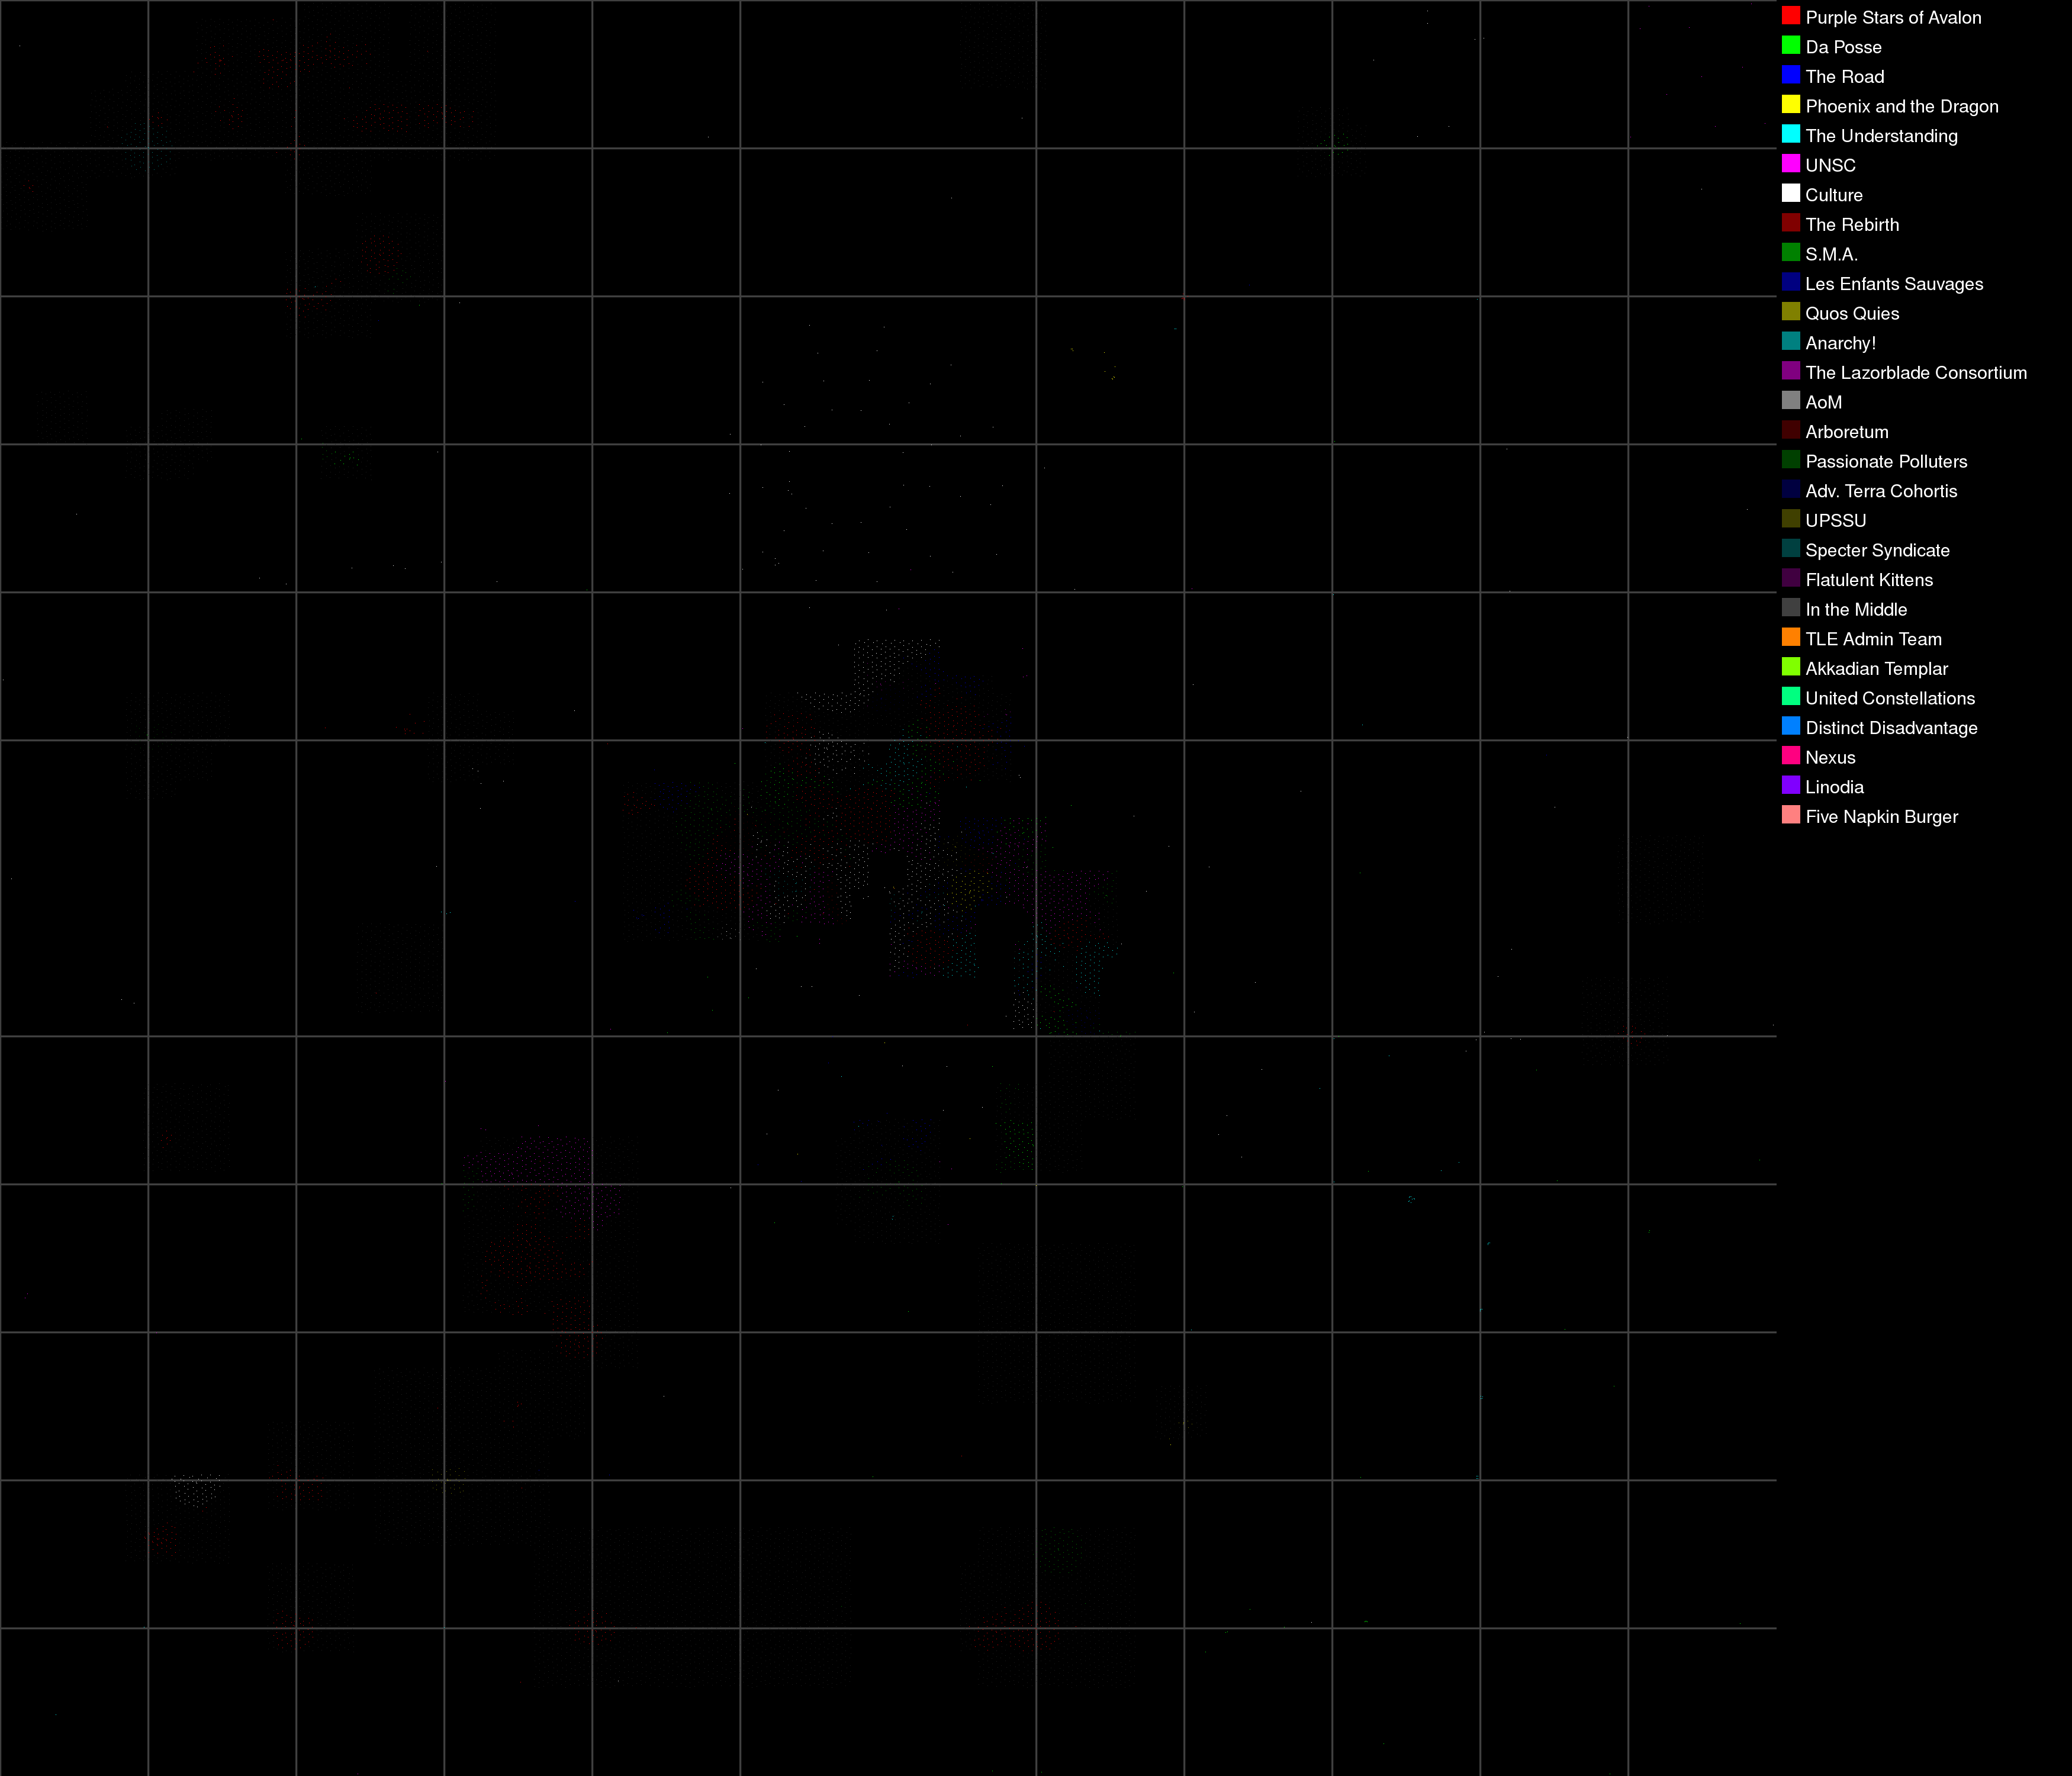 Purple Stars of Avalon
Da Posse
The Road
Phoenix and the Dragon
The Understanding
UNSC
Culture
The Rebirth
S.M.A.
Les Enfants Sauvages
Quos Quies
Anarchy!
The Lazorblade Consortium
AoM
Arboretum
Passionate Polluters
Adv. Terra Cohortis
UPSSU
Specter Syndicate
Flatulent Kittens
In the Middle
TLE Admin Team
Akkadian Templar
United Constellations
Distinct Disadvantage
Nexus
Linodia
Five Napkin Burger